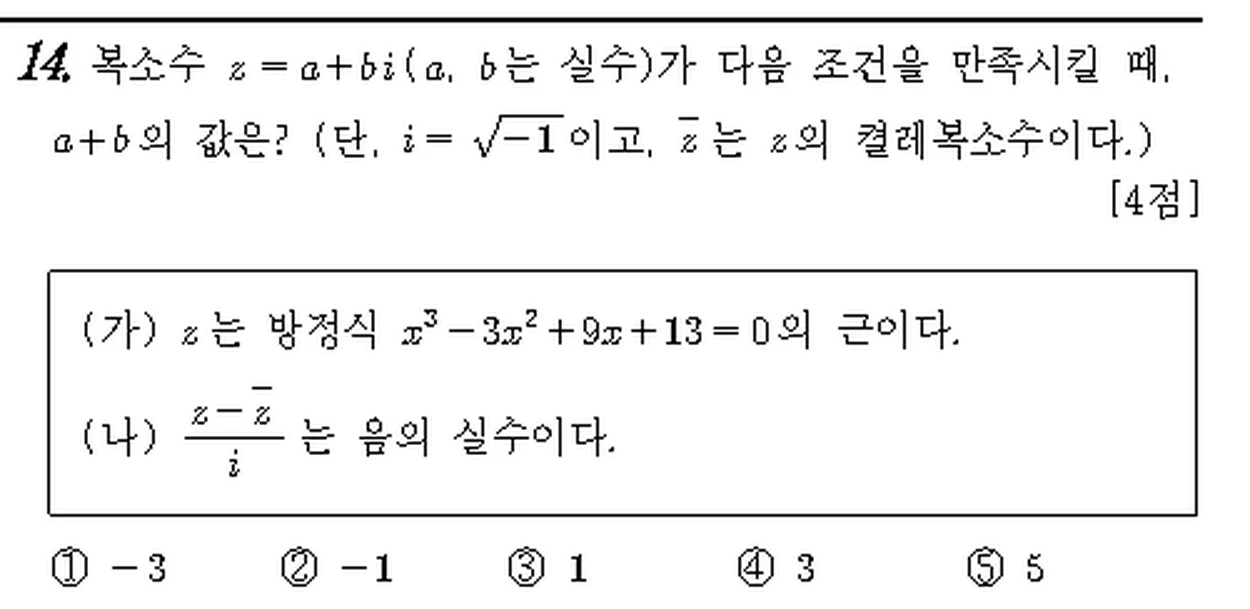 14. 복소수 z = a+bi(a, b는 실수)가 다음 조건을 만족시킬 때,
a+b의 값은? (단, i = √-1 이고, z̅ 는 z의 켤레복소수이다.)
[4점]
(가) z는 방정식 x³-3x²+9x+13=0의 근이다.
(나) (z-z̅)/i 는 음의 실수이다.
① -3 ② -1 ③ 1 ④ 3 ⑤ 5